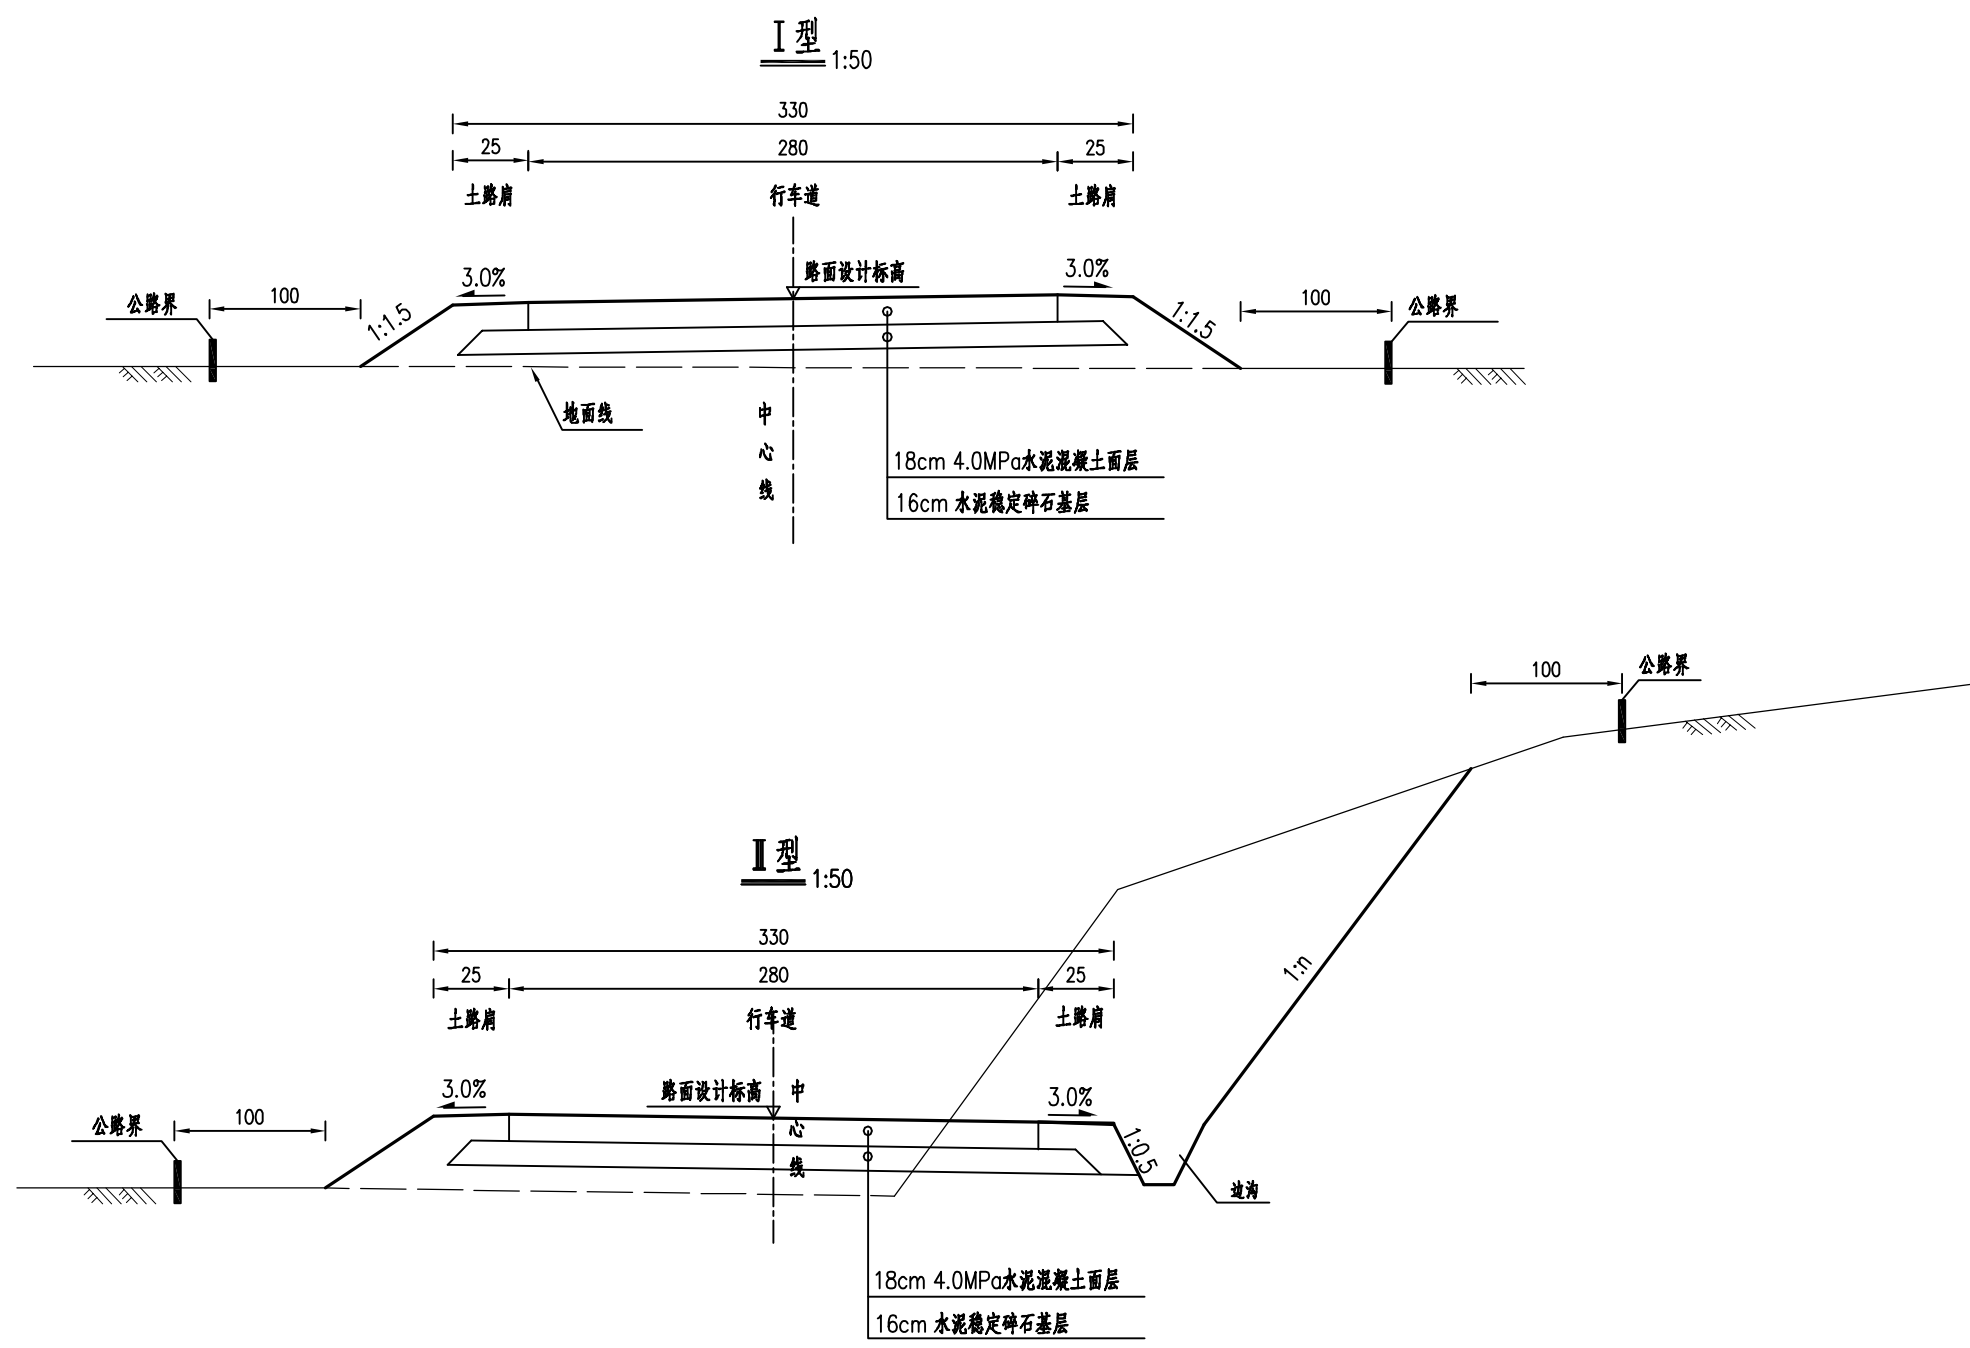 Ⅰ型 1:50
330
25 280 25
土路肩 行车道 土路肩
3.0% 路面设计标高 3.0%
公路界 100 1:1.5 1:1.5 100 公路界
地面线
中心线
18cm 4.0MPa水泥混凝土面层
16cm 水泥稳定碎石基层
100 公路界
Ⅱ型 1:50
330
1:n
25 280 25
土路肩 行车道 土路肩
3.0% 路面设计标高 3.0%
公路界 100 中心线 1:0.5
边沟
18cm 4.0MPa水泥混凝土面层
16cm 水泥稳定碎石基层